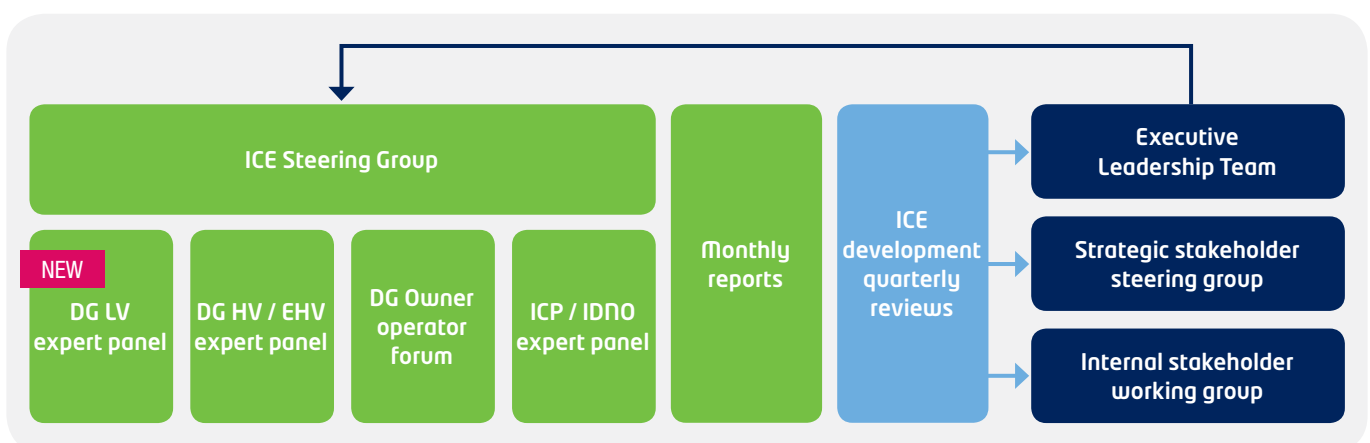 ICE Steering Group
NEW
DG LV
expert panel
DG HV / EHV
expert panel
DG Owner
operator
forum
ICP / IDNO
expert panel
Monthly
reports
ICE
development
quarterly
reviews
Executive
Leadership Team
Strategic stakeholder
steering group
Internal stakeholder
working group